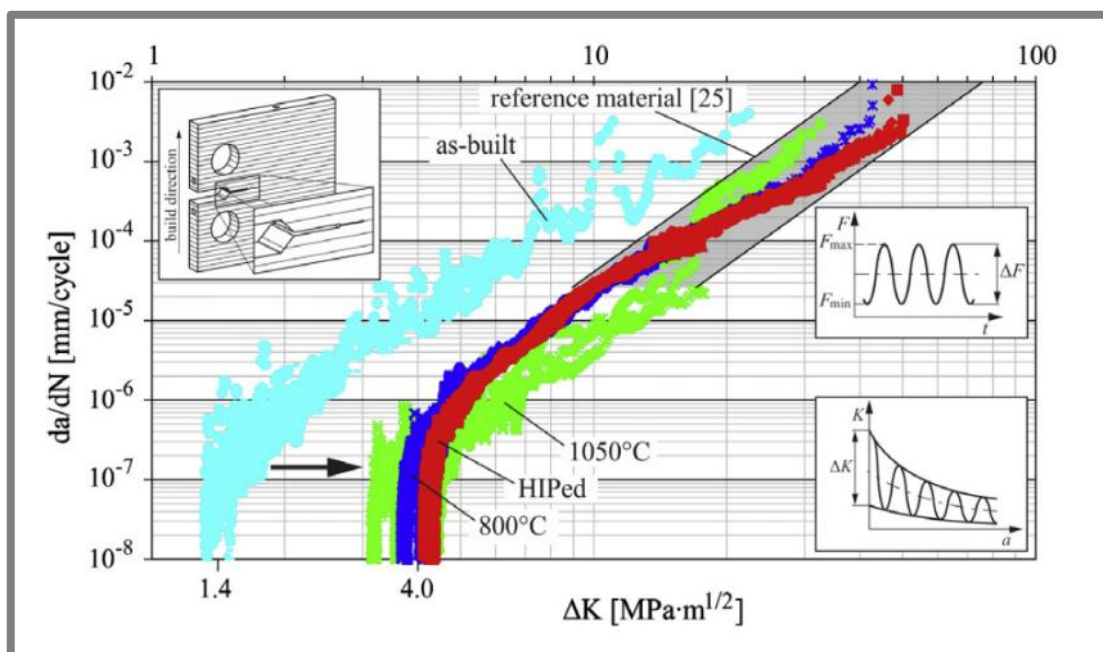 1 10 100
10⁻²
10⁻³
10⁻⁴
10⁻⁵
10⁻⁶
10⁻⁷
10⁻⁸
da/dN [mm/cycle]
build direction
reference material [25]
as-built
F
Fmax
Fmin
ΔF
t
1050°C
HIPed
800°C
K
ΔK
a
1.4 4.0
ΔK [MPa·m¹/²]